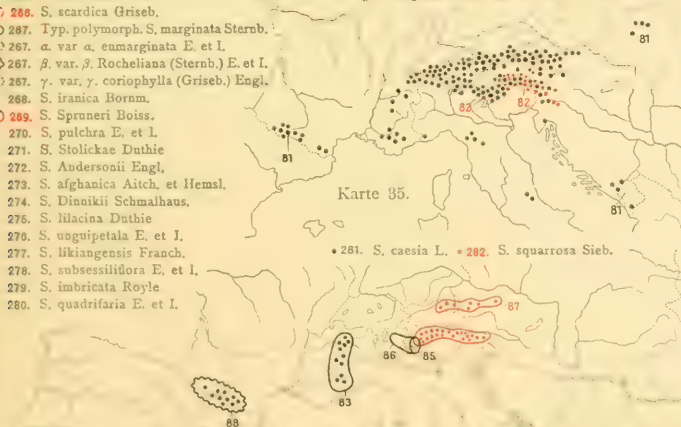 266. S. scardica Griseb.
267. Typ. polymorph. S. marginata Sternb.
267. α. var α. eumarginata E. et I.
267. β. var. β. Rocheliana (Sternb.) E. et I.
267. γ. var. γ. coriophylla (Griseb.) Engl.
268. S. iranica Bornm.
269. S. Spruneri Boiss.
270. S. pulchra E. et I.
271. S. Stolickae Duthie
272. S. Andersonii Engl.
273. S. afghanica Aitch. et Hemsl.
274. S. Dinnikii Schmalhaus.
275. S. lilacina Duthie
276. S. unguipetala E. et I.
277. S. likiangensis Franch.
278. S. subsessiliflora E. et I.
279. S. imbricata Royle
280. S. quadrifaria E. et I.
81
82
82
81
81
Karte 35.
281. S. caesia L. 282. S. squarrosa Sieb.
87
86
85
83
88